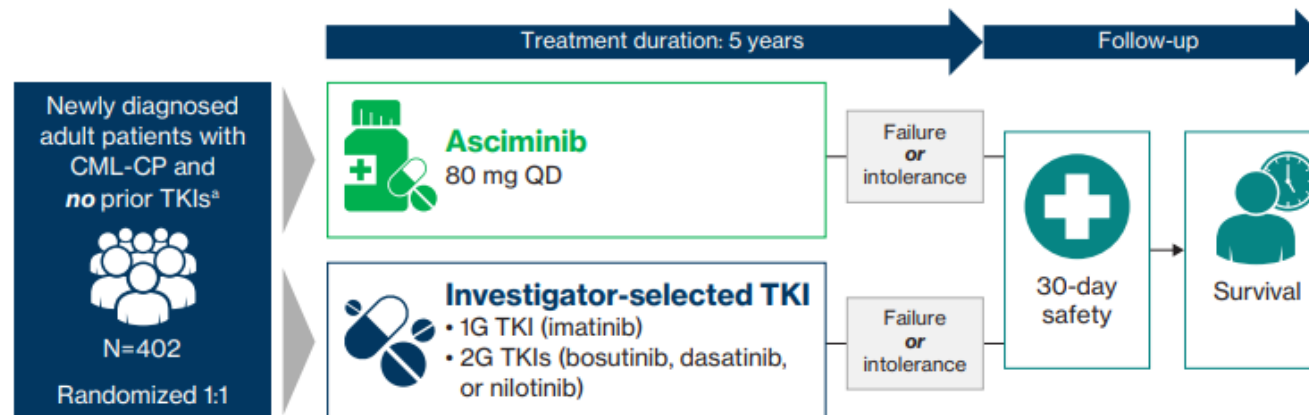 Treatment duration: 5 years
Follow-up
Newly diagnosed
adult patients with
CML-CP and
no prior TKIsᵃ
N=402
Randomized 1:1
Asciminib
80 mg QD
Failure
or
intolerance
Investigator-selected TKI
• 1G TKI (imatinib)
• 2G TKIs (bosutinib, dasatinib,
or nilotinib)
Failure
or
intolerance
30-day
safety
Survival